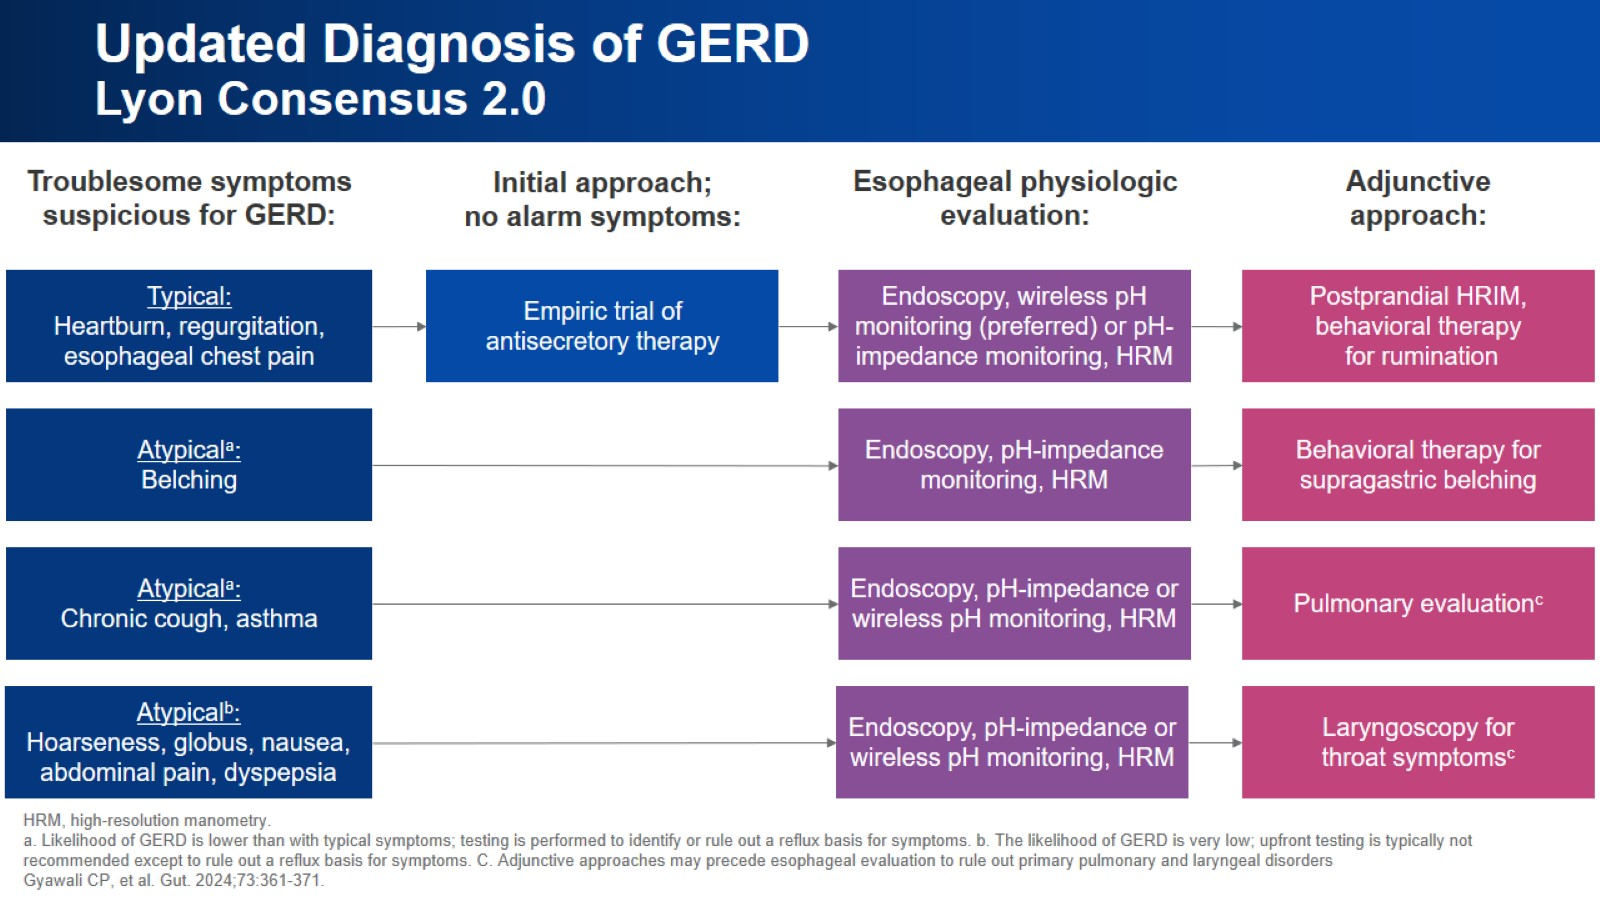 Updated Diagnosis of GERD
Lyon Consensus 2.0
Troublesome symptoms
suspicious for GERD:
Initial approach;
no alarm symptoms:
Esophageal physiologic
evaluation:
Adjunctive
approach:
Typical:
Heartburn, regurgitation,
esophageal chest pain
Empiric trial of
antisecretory therapy
Endoscopy, wireless pH
monitoring (preferred) or pH-
impedance monitoring, HRM
Postprandial HRIM,
behavioral therapy
for rumination
Atypicalᵃ:
Belching
Endoscopy, pH-impedance
monitoring, HRM
Behavioral therapy for
supragastric belching
Atypicalᵃ:
Chronic cough, asthma
Endoscopy, pH-impedance or
wireless pH monitoring, HRM
Pulmonary evaluationᶜ
Atypicalᵇ:
Hoarseness, globus, nausea,
abdominal pain, dyspepsia
Endoscopy, pH-impedance or
wireless pH monitoring, HRM
Laryngoscopy for
throat symptomsᶜ
HRM, high-resolution manometry.
a. Likelihood of GERD is lower than with typical symptoms; testing is performed to identify or rule out a reflux basis for symptoms. b. The likelihood of GERD is very low; upfront testing is typically not
recommended except to rule out a reflux basis for symptoms. C. Adjunctive approaches may precede esophageal evaluation to rule out primary pulmonary and laryngeal disorders
Gyawali CP, et al. Gut. 2024;73:361-371.